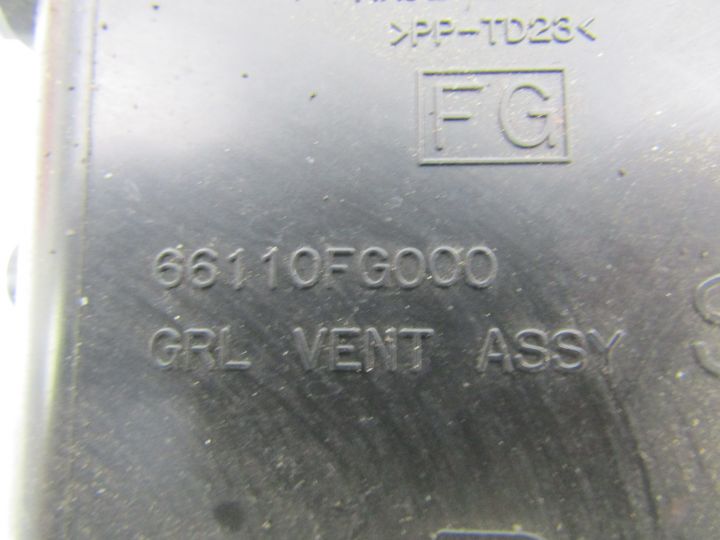 >PP-TD23<
FG
66110FG000
GRL VENT ASSY